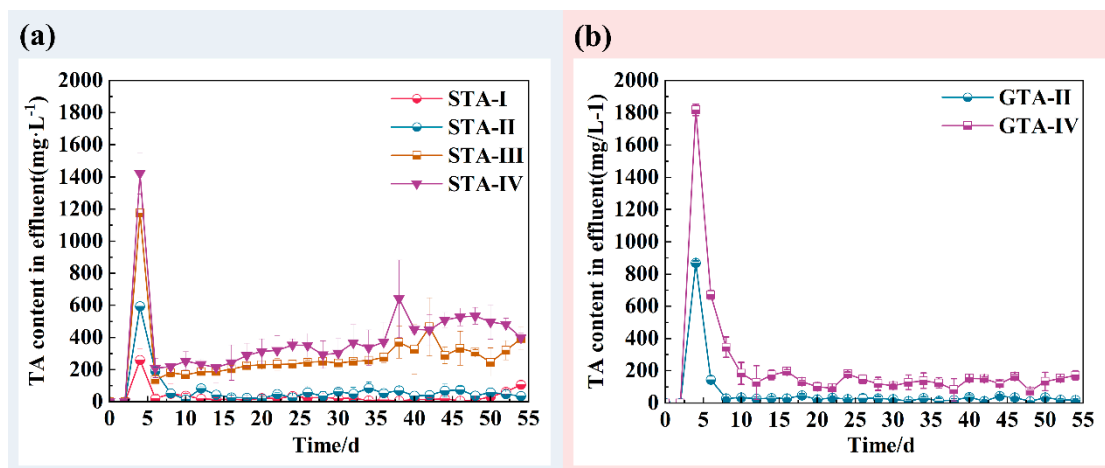 (a)
TA content in effluent(mg·L⁻¹)
2000
1800
1600
1400
1200
1000
800
600
400
200
0
STA-I
STA-II
STA-III
STA-IV
0 5 10 15 20 25 30 35 40 45 50 55
Time/d
(b)
TA content in effluent(mg/L-1)
2000
1800
1600
1400
1200
1000
800
600
400
200
0
GTA-II
GTA-IV
0 5 10 15 20 25 30 35 40 45 50 55
Time/d